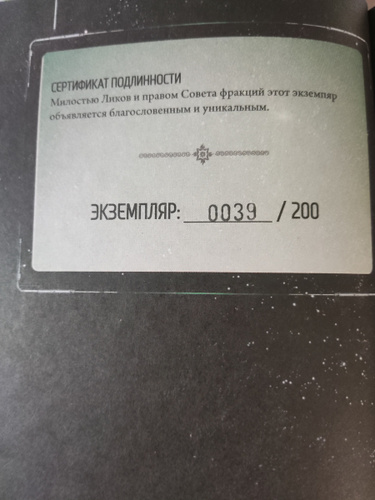 СЕРТИФИКАТ ПОДЛИННОСТИ
Милостью Ликов и правом Совета фракций этот экземпляр
объявляется благословенным и уникальным.
ЭКЗЕМПЛЯР: 0039 / 200